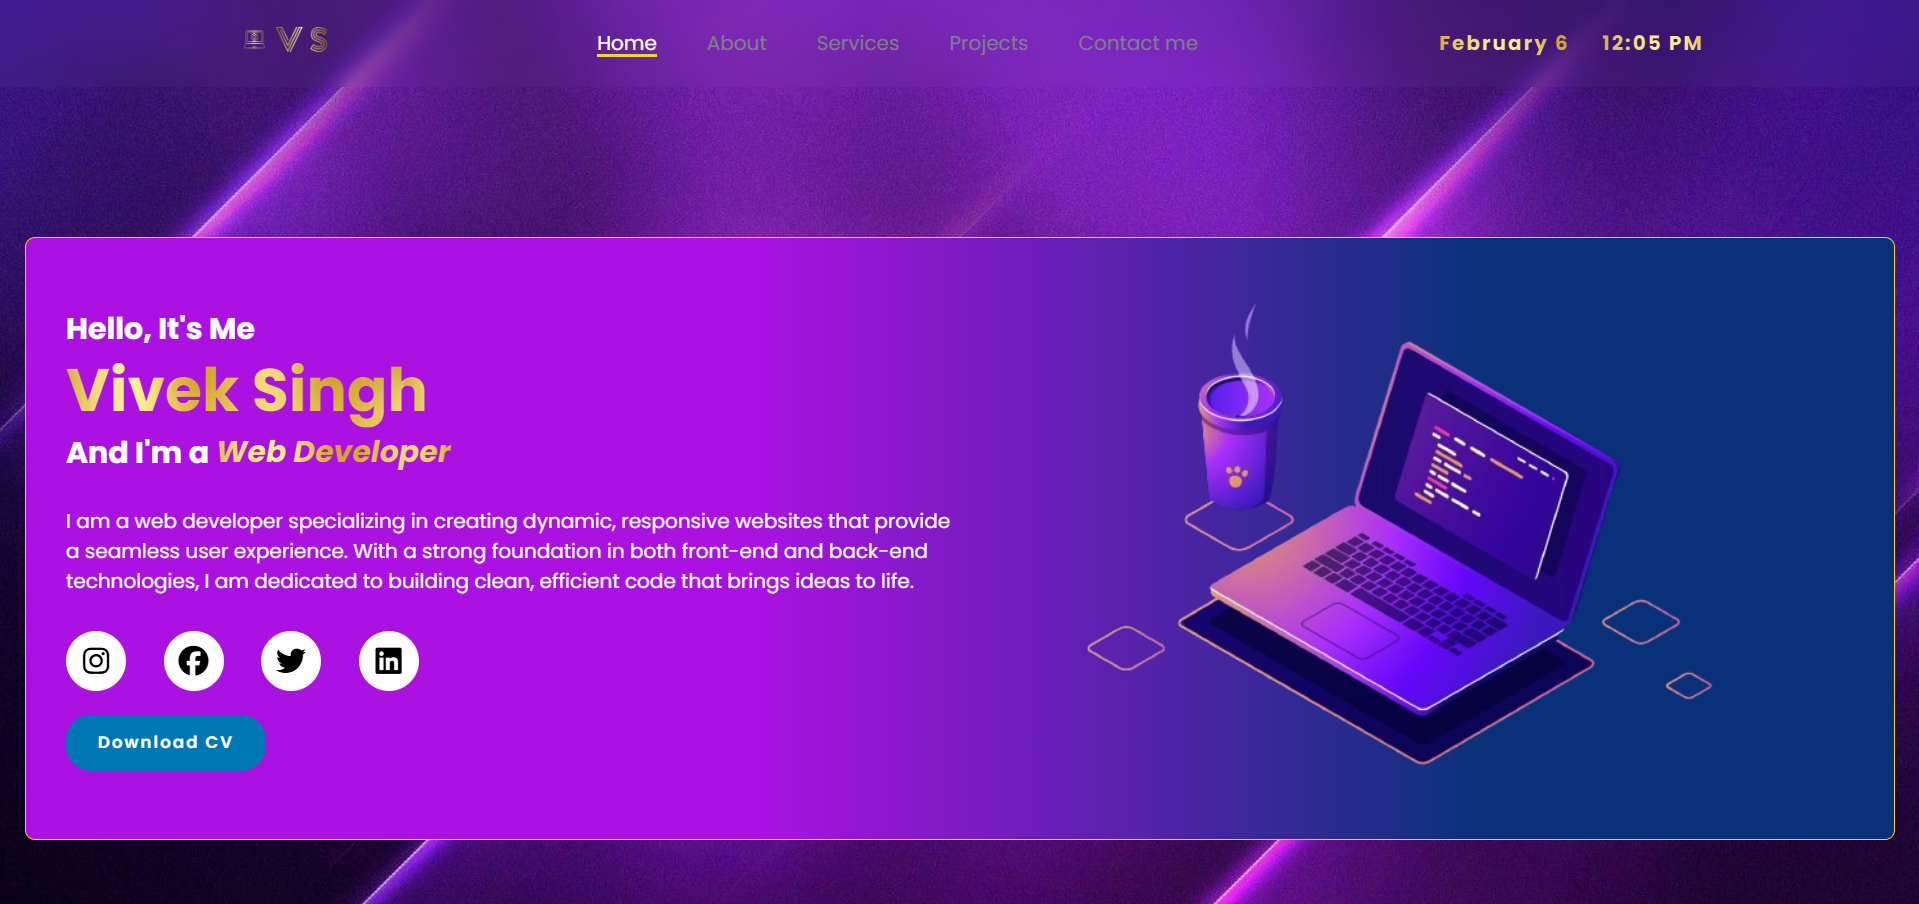 VS
Home About Services Projects Contact me
February 6 12:05 PM
Hello, It's Me
Vivek Singh
And I'm a Web Developer
I am a web developer specializing in creating dynamic, responsive websites that provide
a seamless user experience. With a strong foundation in both front-end and back-end
technologies, I am dedicated to building clean, efficient code that brings ideas to life.
in
Download CV